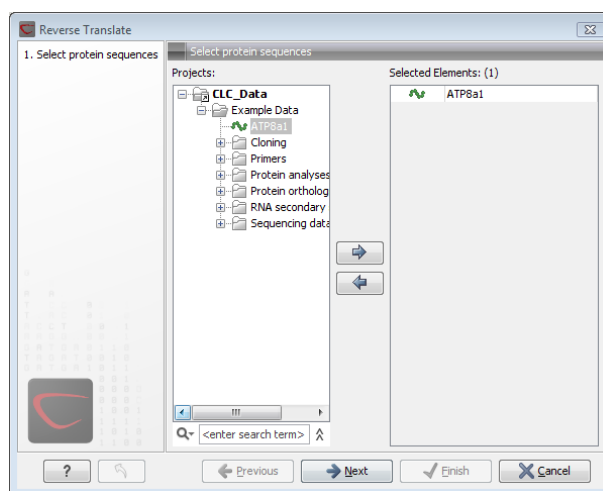 Reverse Translate
1. Select protein sequences
Select protein sequences
Projects:
CLC_Data
Example Data
ATP8a1
Cloning
Primers
Protein analyses
Protein ortholog
RNA secondary
Sequencing data
<enter search term>
Selected Elements: (1)
ATP8a1
?
Previous
Next
Finish
Cancel